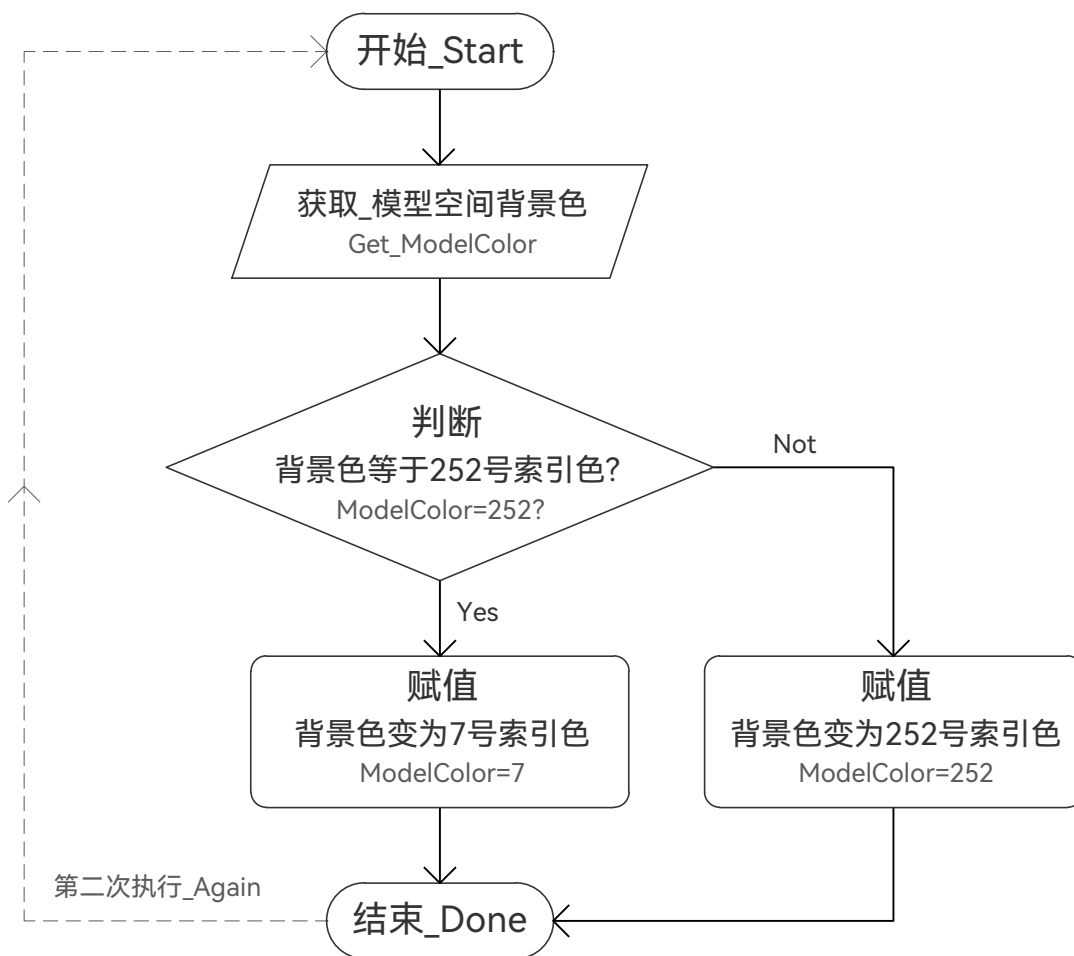 开始_Start
获取_模型空间背景色
Get_ModelColor
判断
背景色等于252号索引色?
ModelColor=252?
Not
Yes
赋值
背景色变为7号索引色
ModelColor=7
赋值
背景色变为252号索引色
ModelColor=252
第二次执行_Again
结束_Done